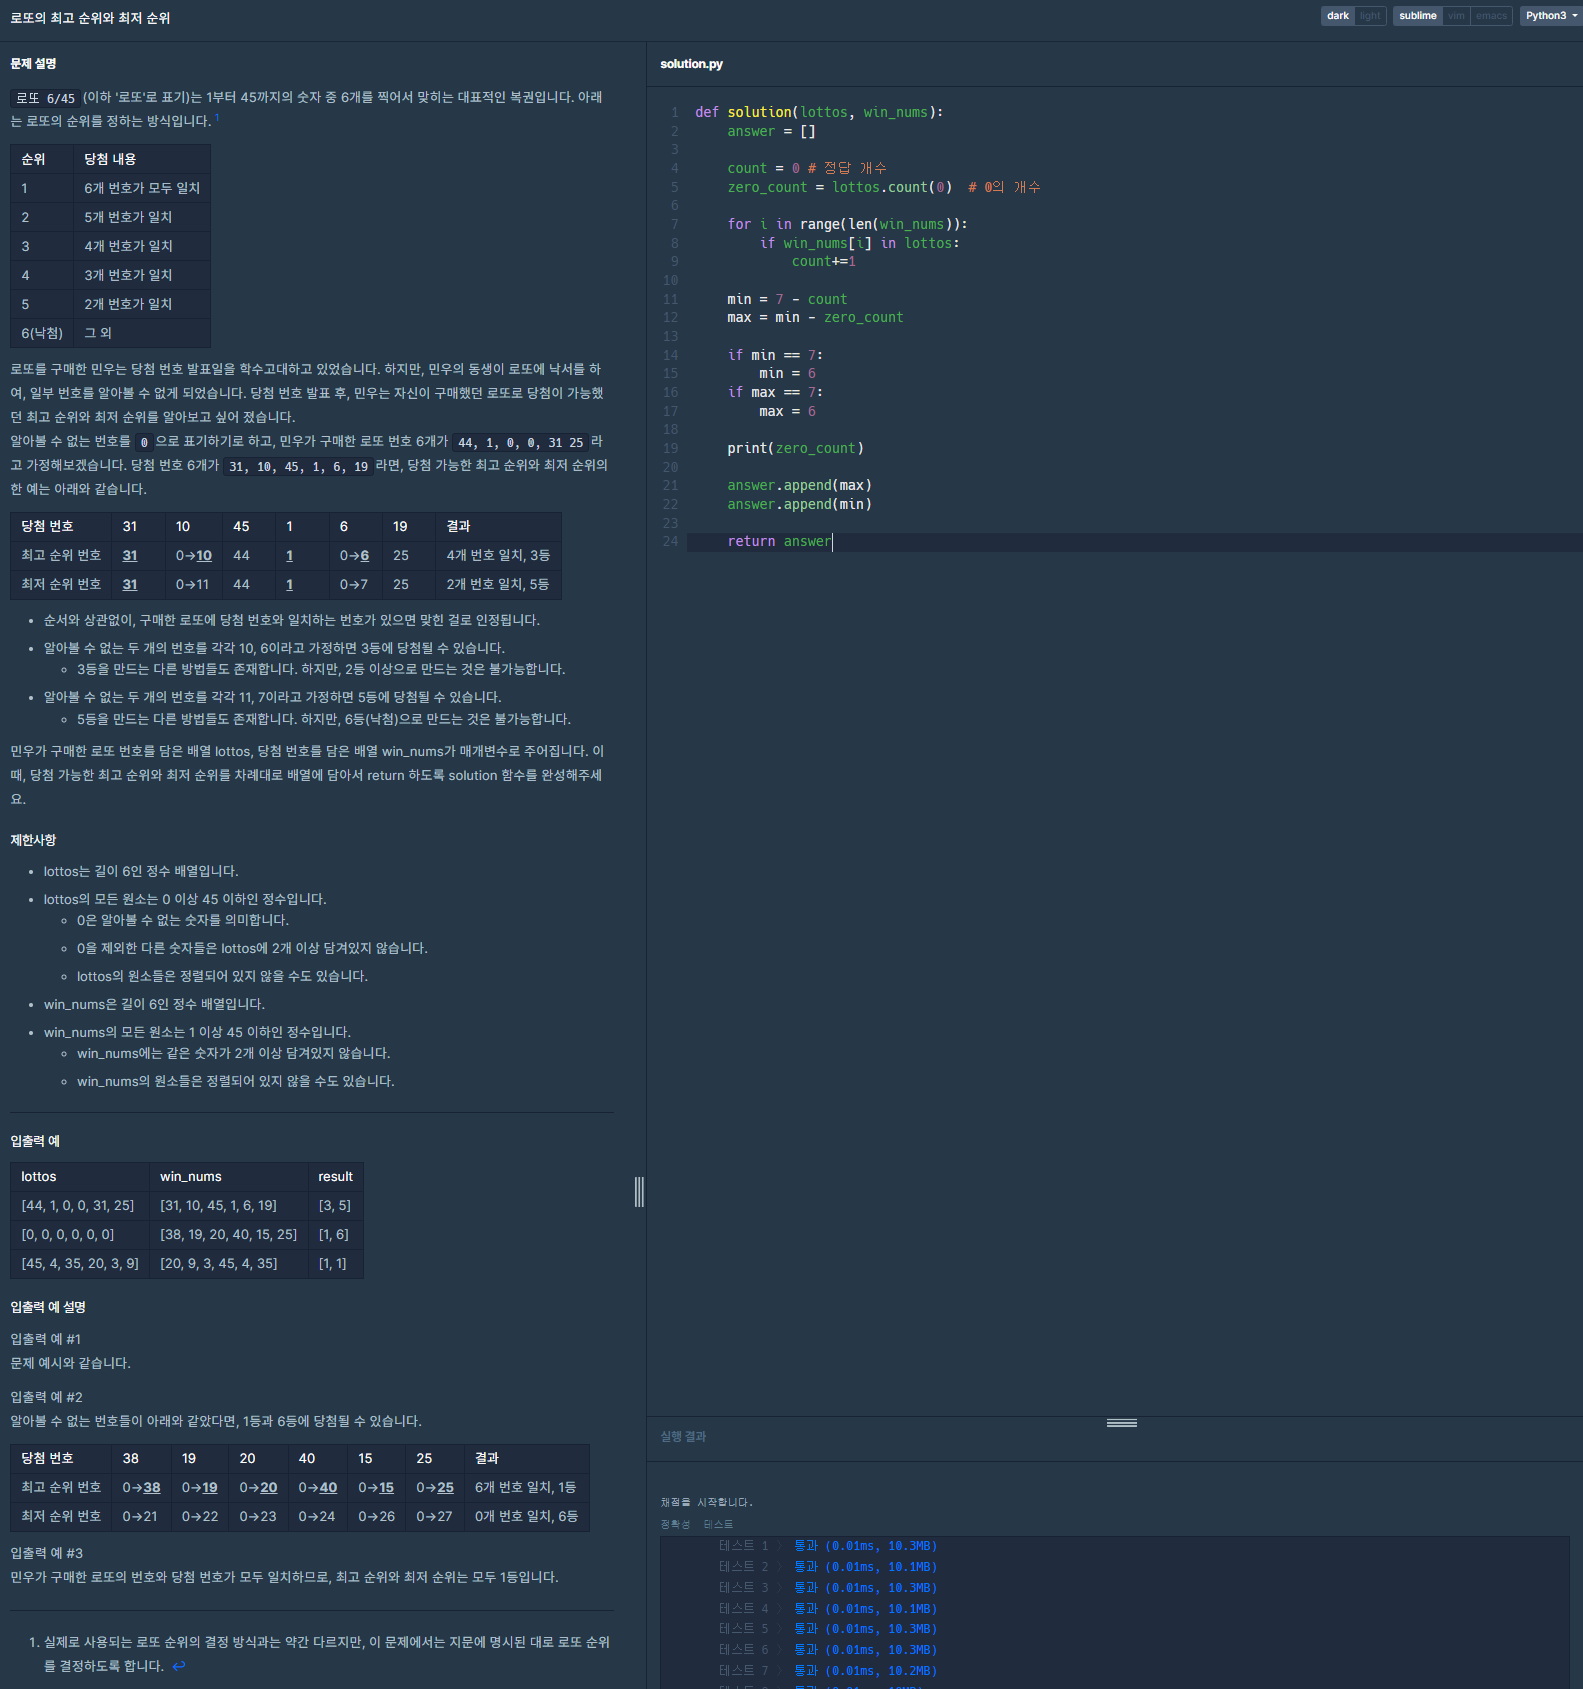 로또의 최고 순위와 최저 순위
dark light sublime vim emacs Python3
문제 설명
로또 6/45 (이하 '로또'로 표기)는 1부터 45까지의 숫자 중 6개를 찍어서 맞히는 대표적인 복권입니다. 아래
는 로또의 순위를 정하는 방식입니다. 1
순위 당첨 내용
1 6개 번호가 모두 일치
2 5개 번호가 일치
3 4개 번호가 일치
4 3개 번호가 일치
5 2개 번호가 일치
6(낙첨) 그 외
로또를 구매한 민우는 당첨 번호 발표일을 학수고대하고 있었습니다. 하지만, 민우의 동생이 로또에 낙서를 하
여, 일부 번호를 알아볼 수 없게 되었습니다. 당첨 번호 발표 후, 민우는 자신이 구매했던 로또로 당첨이 가능했
던 최고 순위와 최저 순위를 알아보고 싶어 졌습니다.
알아볼 수 없는 번호를 0 으로 표기하기로 하고, 민우가 구매한 로또 번호 6개가 44, 1, 0, 0, 31 25 라
고 가정해보겠습니다. 당첨 번호 6개가 31, 10, 45, 1, 6, 19 라면, 당첨 가능한 최고 순위와 최저 순위의
한 예는 아래와 같습니다.
당첨 번호 31 10 45 1 6 19 결과
최고 순위 번호 31 0→10 44 1 0→6 25 4개 번호 일치, 3등
최저 순위 번호 31 0→11 44 1 0→7 25 2개 번호 일치, 5등
• 순서와 상관없이, 구매한 로또에 당첨 번호와 일치하는 번호가 있으면 맞힌 걸로 인정됩니다.
• 알아볼 수 없는 두 개의 번호를 각각 10, 6이라고 가정하면 3등에 당첨될 수 있습니다.
◦ 3등을 만드는 다른 방법들도 존재합니다. 하지만, 2등 이상으로 만드는 것은 불가능합니다.
• 알아볼 수 없는 두 개의 번호를 각각 11, 7이라고 가정하면 5등에 당첨될 수 있습니다.
◦ 5등을 만드는 다른 방법들도 존재합니다. 하지만, 6등(낙첨)으로 만드는 것은 불가능합니다.
민우가 구매한 로또 번호를 담은 배열 lottos, 당첨 번호를 담은 배열 win_nums가 매개변수로 주어집니다. 이
때, 당첨 가능한 최고 순위와 최저 순위를 차례대로 배열에 담아서 return 하도록 solution 함수를 완성해주세
요.
제한사항
• lottos는 길이 6인 정수 배열입니다.
• lottos의 모든 원소는 0 이상 45 이하인 정수입니다.
◦ 0은 알아볼 수 없는 숫자를 의미합니다.
◦ 0을 제외한 다른 숫자들은 lottos에 2개 이상 담겨있지 않습니다.
◦ lottos의 원소들은 정렬되어 있지 않을 수도 있습니다.
• win_nums은 길이 6인 정수 배열입니다.
• win_nums의 모든 원소는 1 이상 45 이하인 정수입니다.
◦ win_nums에는 같은 숫자가 2개 이상 담겨있지 않습니다.
◦ win_nums의 원소들은 정렬되어 있지 않을 수도 있습니다.
입출력 예
lottos win_nums result
[44, 1, 0, 0, 31, 25] [31, 10, 45, 1, 6, 19] [3, 5]
[0, 0, 0, 0, 0, 0] [38, 19, 20, 40, 15, 25] [1, 6]
[45, 4, 35, 20, 3, 9] [20, 9, 3, 45, 4, 35] [1, 1]
입출력 예 설명
입출력 예 #1
문제 예시와 같습니다.
입출력 예 #2
알아볼 수 없는 번호들이 아래와 같았다면, 1등과 6등에 당첨될 수 있습니다.
당첨 번호 38 19 20 40 15 25 결과
최고 순위 번호 0→38 0→19 0→20 0→40 0→15 0→25 6개 번호 일치, 1등
최저 순위 번호 0→21 0→22 0→23 0→24 0→26 0→27 0개 번호 일치, 6등
입출력 예 #3
민우가 구매한 로또의 번호와 당첨 번호가 모두 일치하므로, 최고 순위와 최저 순위는 모두 1등입니다.
1. 실제로 사용되는 로또 순위의 결정 방식과는 약간 다르지만, 이 문제에서는 지문에 명시된 대로 로또 순위
를 결정하도록 합니다. ↩
solution.py
1 def solution(lottos, win_nums):
2     answer = []
3
4     count = 0 # 정답 개수
5     zero_count = lottos.count(0)  # 0의 개수
6
7     for i in range(len(win_nums)):
8         if win_nums[i] in lottos:
9             count+=1
10
11     min = 7 - count
12     max = min - zero_count
13
14     if min == 7:
15         min = 6
16     if max == 7:
17         max = 6
18
19     print(zero_count)
20
21     answer.append(max)
22     answer.append(min)
23
24     return answer
실행 결과
채점을 시작합니다.
정확성 테스트
테스트 1 〉 통과 (0.01ms, 10.3MB)
테스트 2 〉 통과 (0.01ms, 10.1MB)
테스트 3 〉 통과 (0.01ms, 10.3MB)
테스트 4 〉 통과 (0.01ms, 10.1MB)
테스트 5 〉 통과 (0.01ms, 10.3MB)
테스트 6 〉 통과 (0.01ms, 10.3MB)
테스트 7 〉 통과 (0.01ms, 10.2MB)